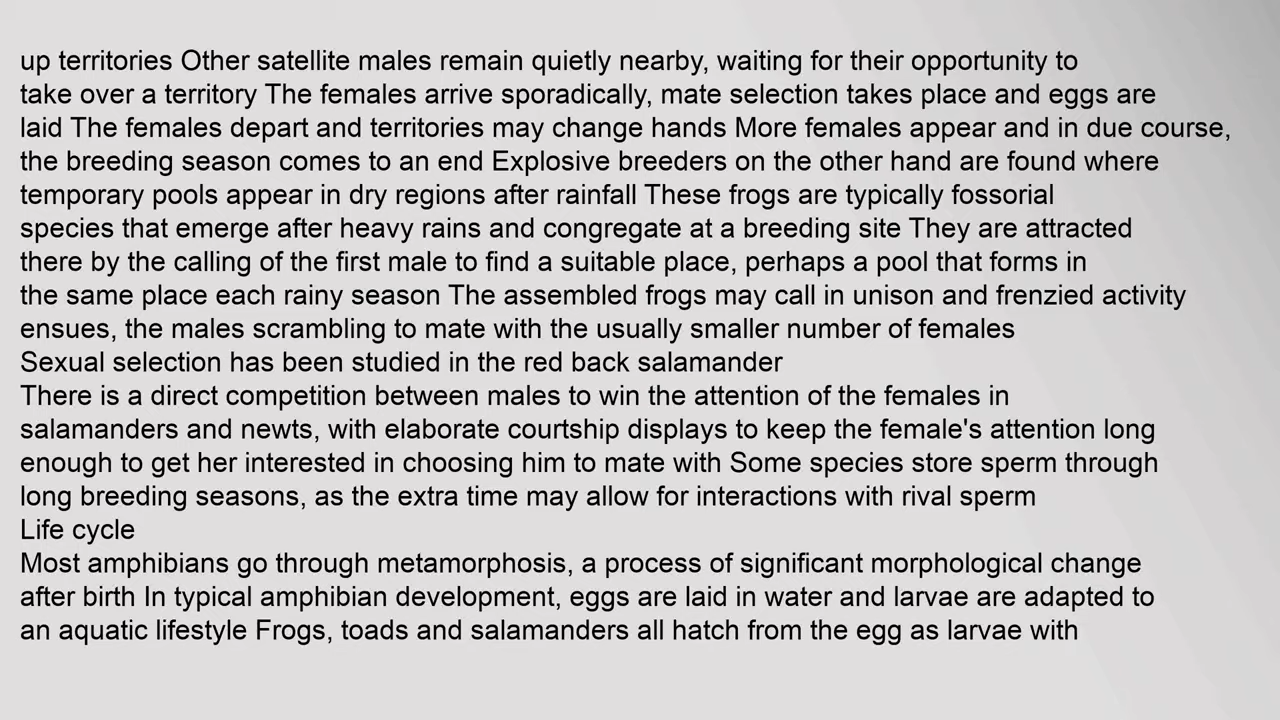 up territories Other satellite males remain quietly nearby, waiting for their opportunity to
take over a territory The females arrive sporadically, mate selection takes place and eggs are
laid The females depart and territories may change hands More females appear and in due course,
the breeding season comes to an end Explosive breeders on the other hand are found where
temporary pools appear in dry regions after rainfall These frogs are typically fossorial
species that emerge after heavy rains and congregate at a breeding site They are attracted
there by the calling of the first male to find a suitable place, perhaps a pool that forms in
the same place each rainy season The assembled frogs may call in unison and frenzied activity
ensues, the males scrambling to mate with the usually smaller number of females
Sexual selection has been studied in the red back salamander
There is a direct competition between males to win the attention of the females in
salamanders and newts, with elaborate courtship displays to keep the female's attention long
enough to get her interested in choosing him to mate with Some species store sperm through
long breeding seasons, as the extra time may allow for interactions with rival sperm
Life cycle
Most amphibians go through metamorphosis, a process of significant morphological change
after birth In typical amphibian development, eggs are laid in water and larvae are adapted to
an aquatic lifestyle Frogs, toads and salamanders all hatch from the egg as larvae with